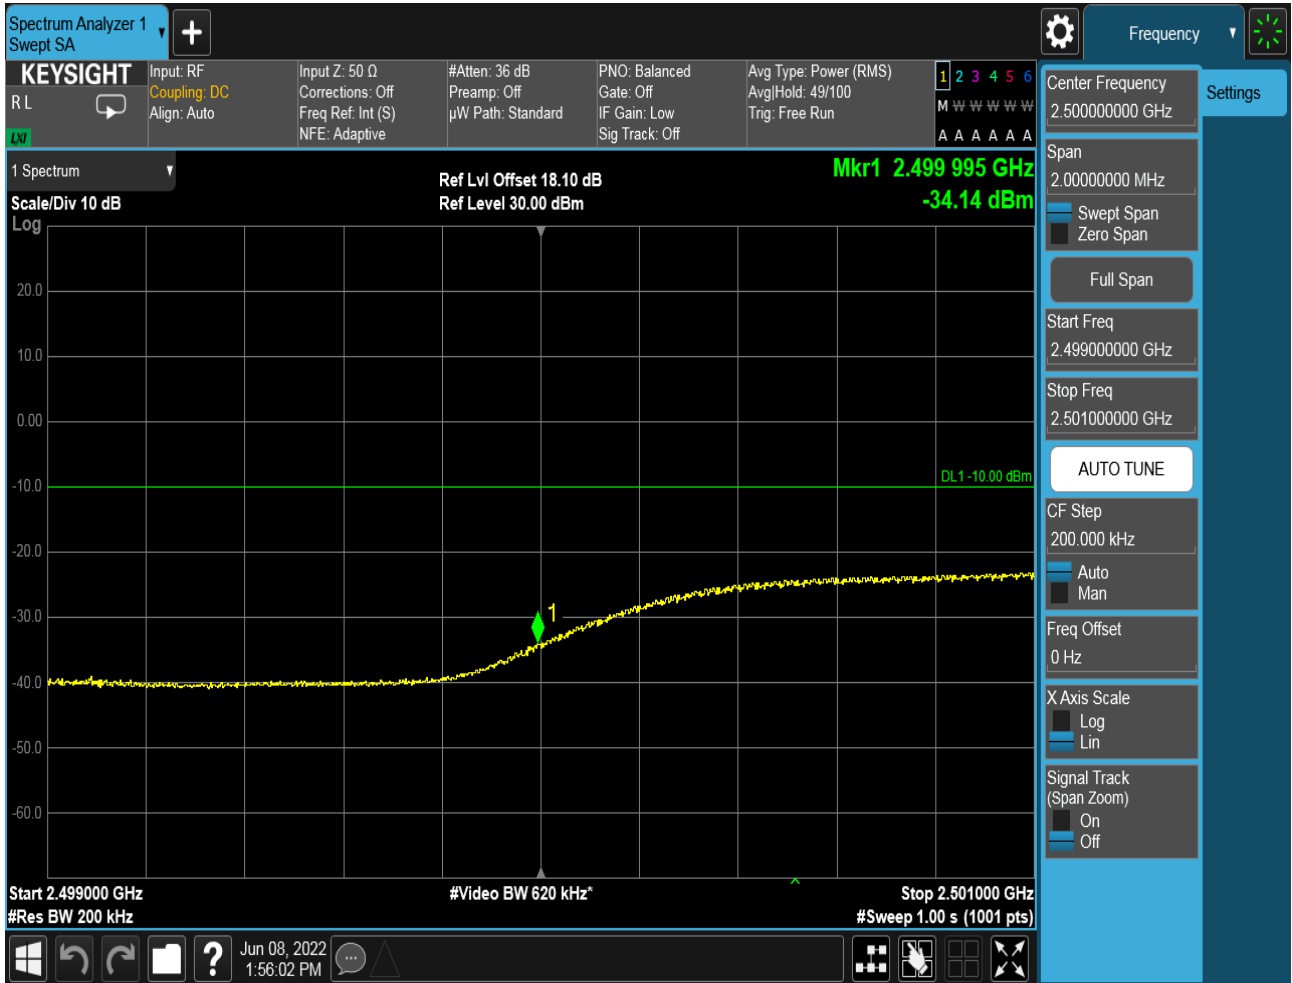 Spectrum Analyzer 1
Swept SA
Frequency
KEYSIGHT
R L
LXI
Input: RF
Coupling: DC
Align: Auto
Input Z: 50 Ω
Corrections: Off
Freq Ref: Int (S)
NFE: Adaptive
#Atten: 36 dB
Preamp: Off
µW Path: Standard
PNO: Balanced
Gate: Off
IF Gain: Low
Sig Track: Off
Avg Type: Power (RMS)
Avg|Hold: 49/100
Trig: Free Run
1 2 3 4 5 6
M W W W W W
A A A A A A
1 Spectrum
Scale/Div 10 dB
Log
Ref Lvl Offset 18.10 dB
Ref Level 30.00 dBm
Mkr1 2.499 995 GHz
-34.14 dBm
20.0
10.0
0.00
-10.0
DL1 -10.00 dBm
-20.0
-30.0
1
-40.0
-50.0
-60.0
Start 2.499000 GHz
#Video BW 620 kHz*
Stop 2.501000 GHz
#Res BW 200 kHz
#Sweep 1.00 s (1001 pts)
Jun 08, 2022
1:56:02 PM
Center Frequency
2.500000000 GHz
Settings
Span
2.00000000 MHz
Swept Span
Zero Span
Full Span
Start Freq
2.499000000 GHz
Stop Freq
2.501000000 GHz
AUTO TUNE
CF Step
200.000 kHz
Auto
Man
Freq Offset
0 Hz
X Axis Scale
Log
Lin
Signal Track
(Span Zoom)
On
Off